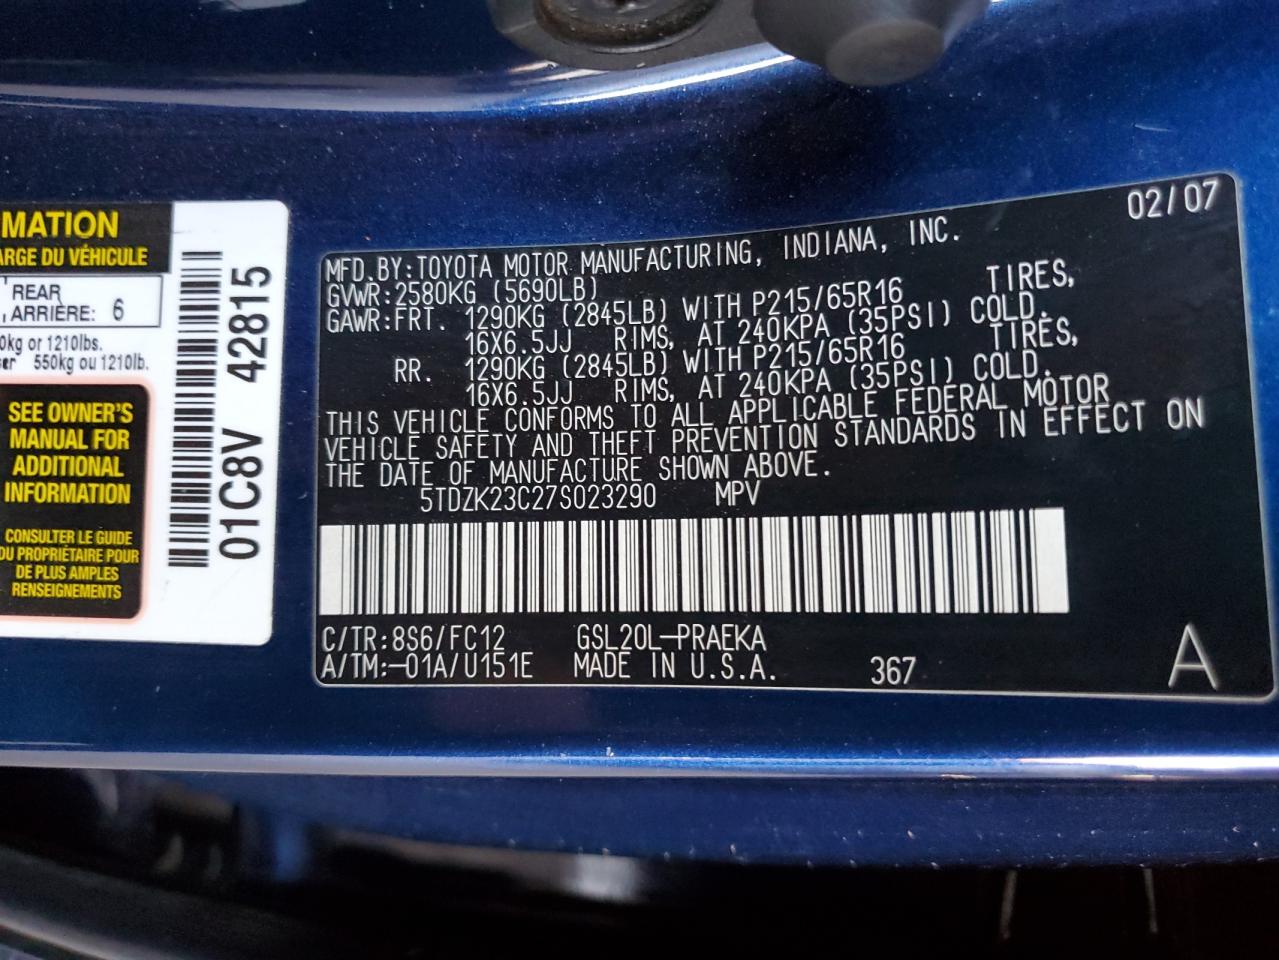 MATION
ARGE DU VÉHICULE
REAR
ARRIÈRE: 6
0kg or 1210lbs.
ser 550kg ou 1210lb.
SEE OWNER'S
MANUAL FOR
ADDITIONAL
INFORMATION
CONSULTER LE GUIDE
DU PROPRIÉTAIRE POUR
DE PLUS AMPLES
RENSEIGNEMENTS
01C8V 42815
02/07
MFD.BY:TOYOTA MOTOR MANUFACTURING, INDIANA, INC.
GVWR:2580KG (5690LB)
GAWR:FRT. 1290KG (2845LB) WITH P215/65R16 TIRES,
16X6.5JJ RIMS, AT 240KPA (35PSI) COLD.
RR. 1290KG (2845LB) WITH P215/65R16 TIRES,
16X6.5JJ RIMS, AT 240KPA (35PSI) COLD.
THIS VEHICLE CONFORMS TO ALL APPLICABLE FEDERAL MOTOR
VEHICLE SAFETY AND THEFT PREVENTION STANDARDS IN EFFECT ON
THE DATE OF MANUFACTURE SHOWN ABOVE.
5TDZK23C27S023290 MPV
C/TR:8S6/FC12 GSL20L-PRAEKA
A/TM:-01A/U151E MADE IN U.S.A. 367 A